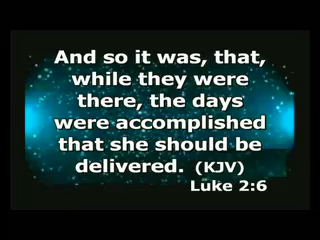 And so it was, that,
while they were
there, the days
were accomplished
that she should be
delivered. (KJV)
Luke 2:6